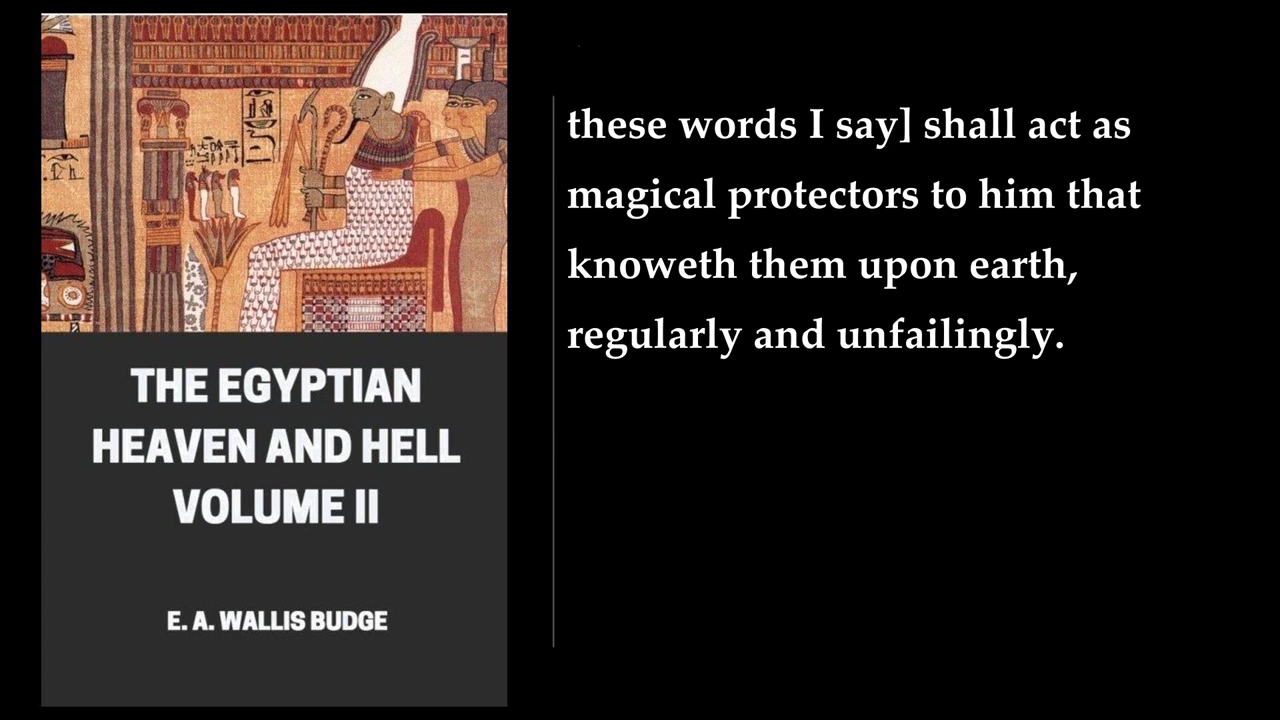 THE EGYPTIAN
HEAVEN AND HELL
VOLUME II
E. A. WALLIS BUDGE
these words I say] shall act as
magical protectors to him that
knoweth them upon earth,
regularly and unfailingly.